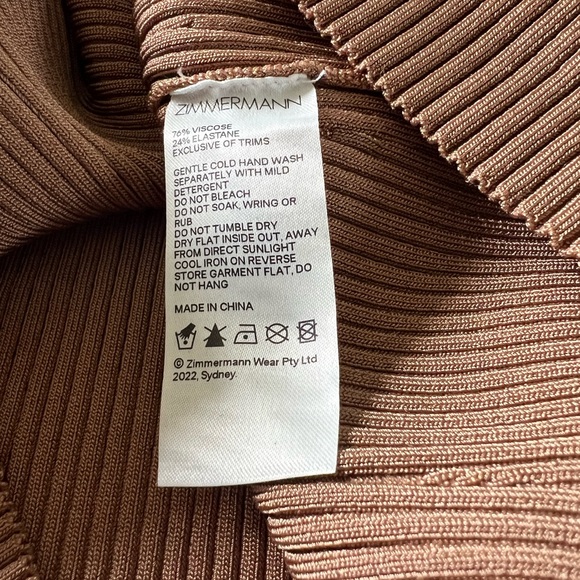 ZIMMERMANN
76% VISCOSE
24% ELASTANE
EXCLUSIVE OF TRIMS
GENTLE COLD HAND WASH
SEPARATELY WITH MILD
DETERGENT
DO NOT BLEACH
DO NOT SOAK, WRING OR
RUB
DO NOT TUMBLE DRY
DRY FLAT INSIDE OUT, AWAY
FROM DIRECT SUNLIGHT
COOL IRON ON REVERSE
STORE GARMENT FLAT, DO
NOT HANG
MADE IN CHINA
© Zimmermann Wear Pty Ltd
2022, Sydney.